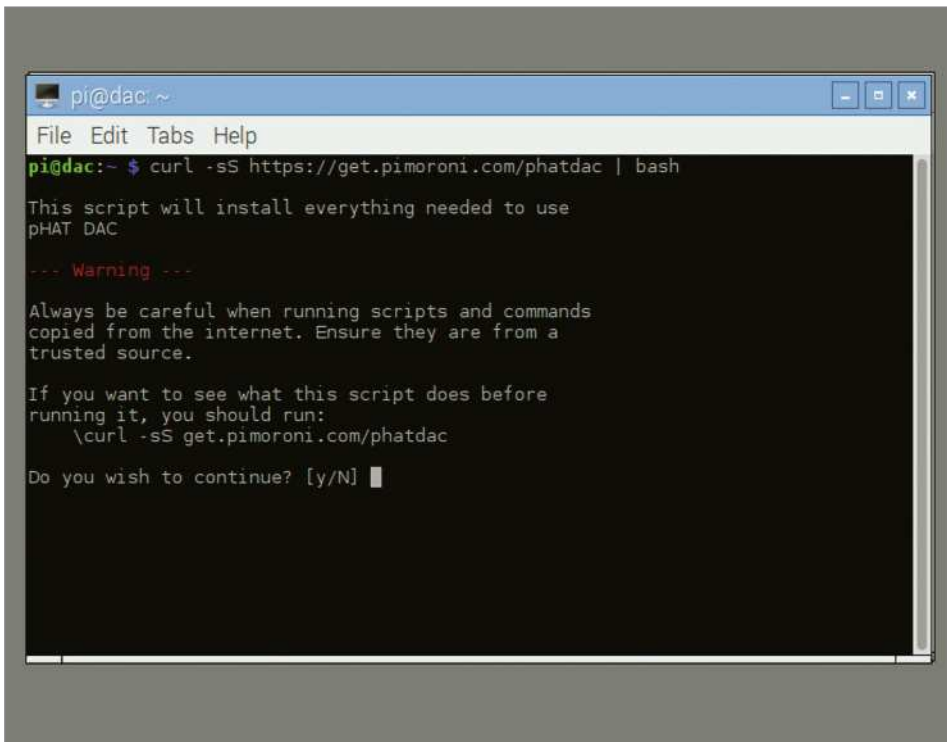 pi@dac: ~
File Edit Tabs Help
pi@dac:~ $ curl -sS https://get.pimoroni.com/phatdac | bash
This script will install everything needed to use
pHAT DAC
--- Warning ---
Always be careful when running scripts and commands
copied from the internet. Ensure they are from a
trusted source.
If you want to see what this script does before
running it, you should run:
\curl -sS get.pimoroni.com/phatdac
Do you wish to continue? [y/N]